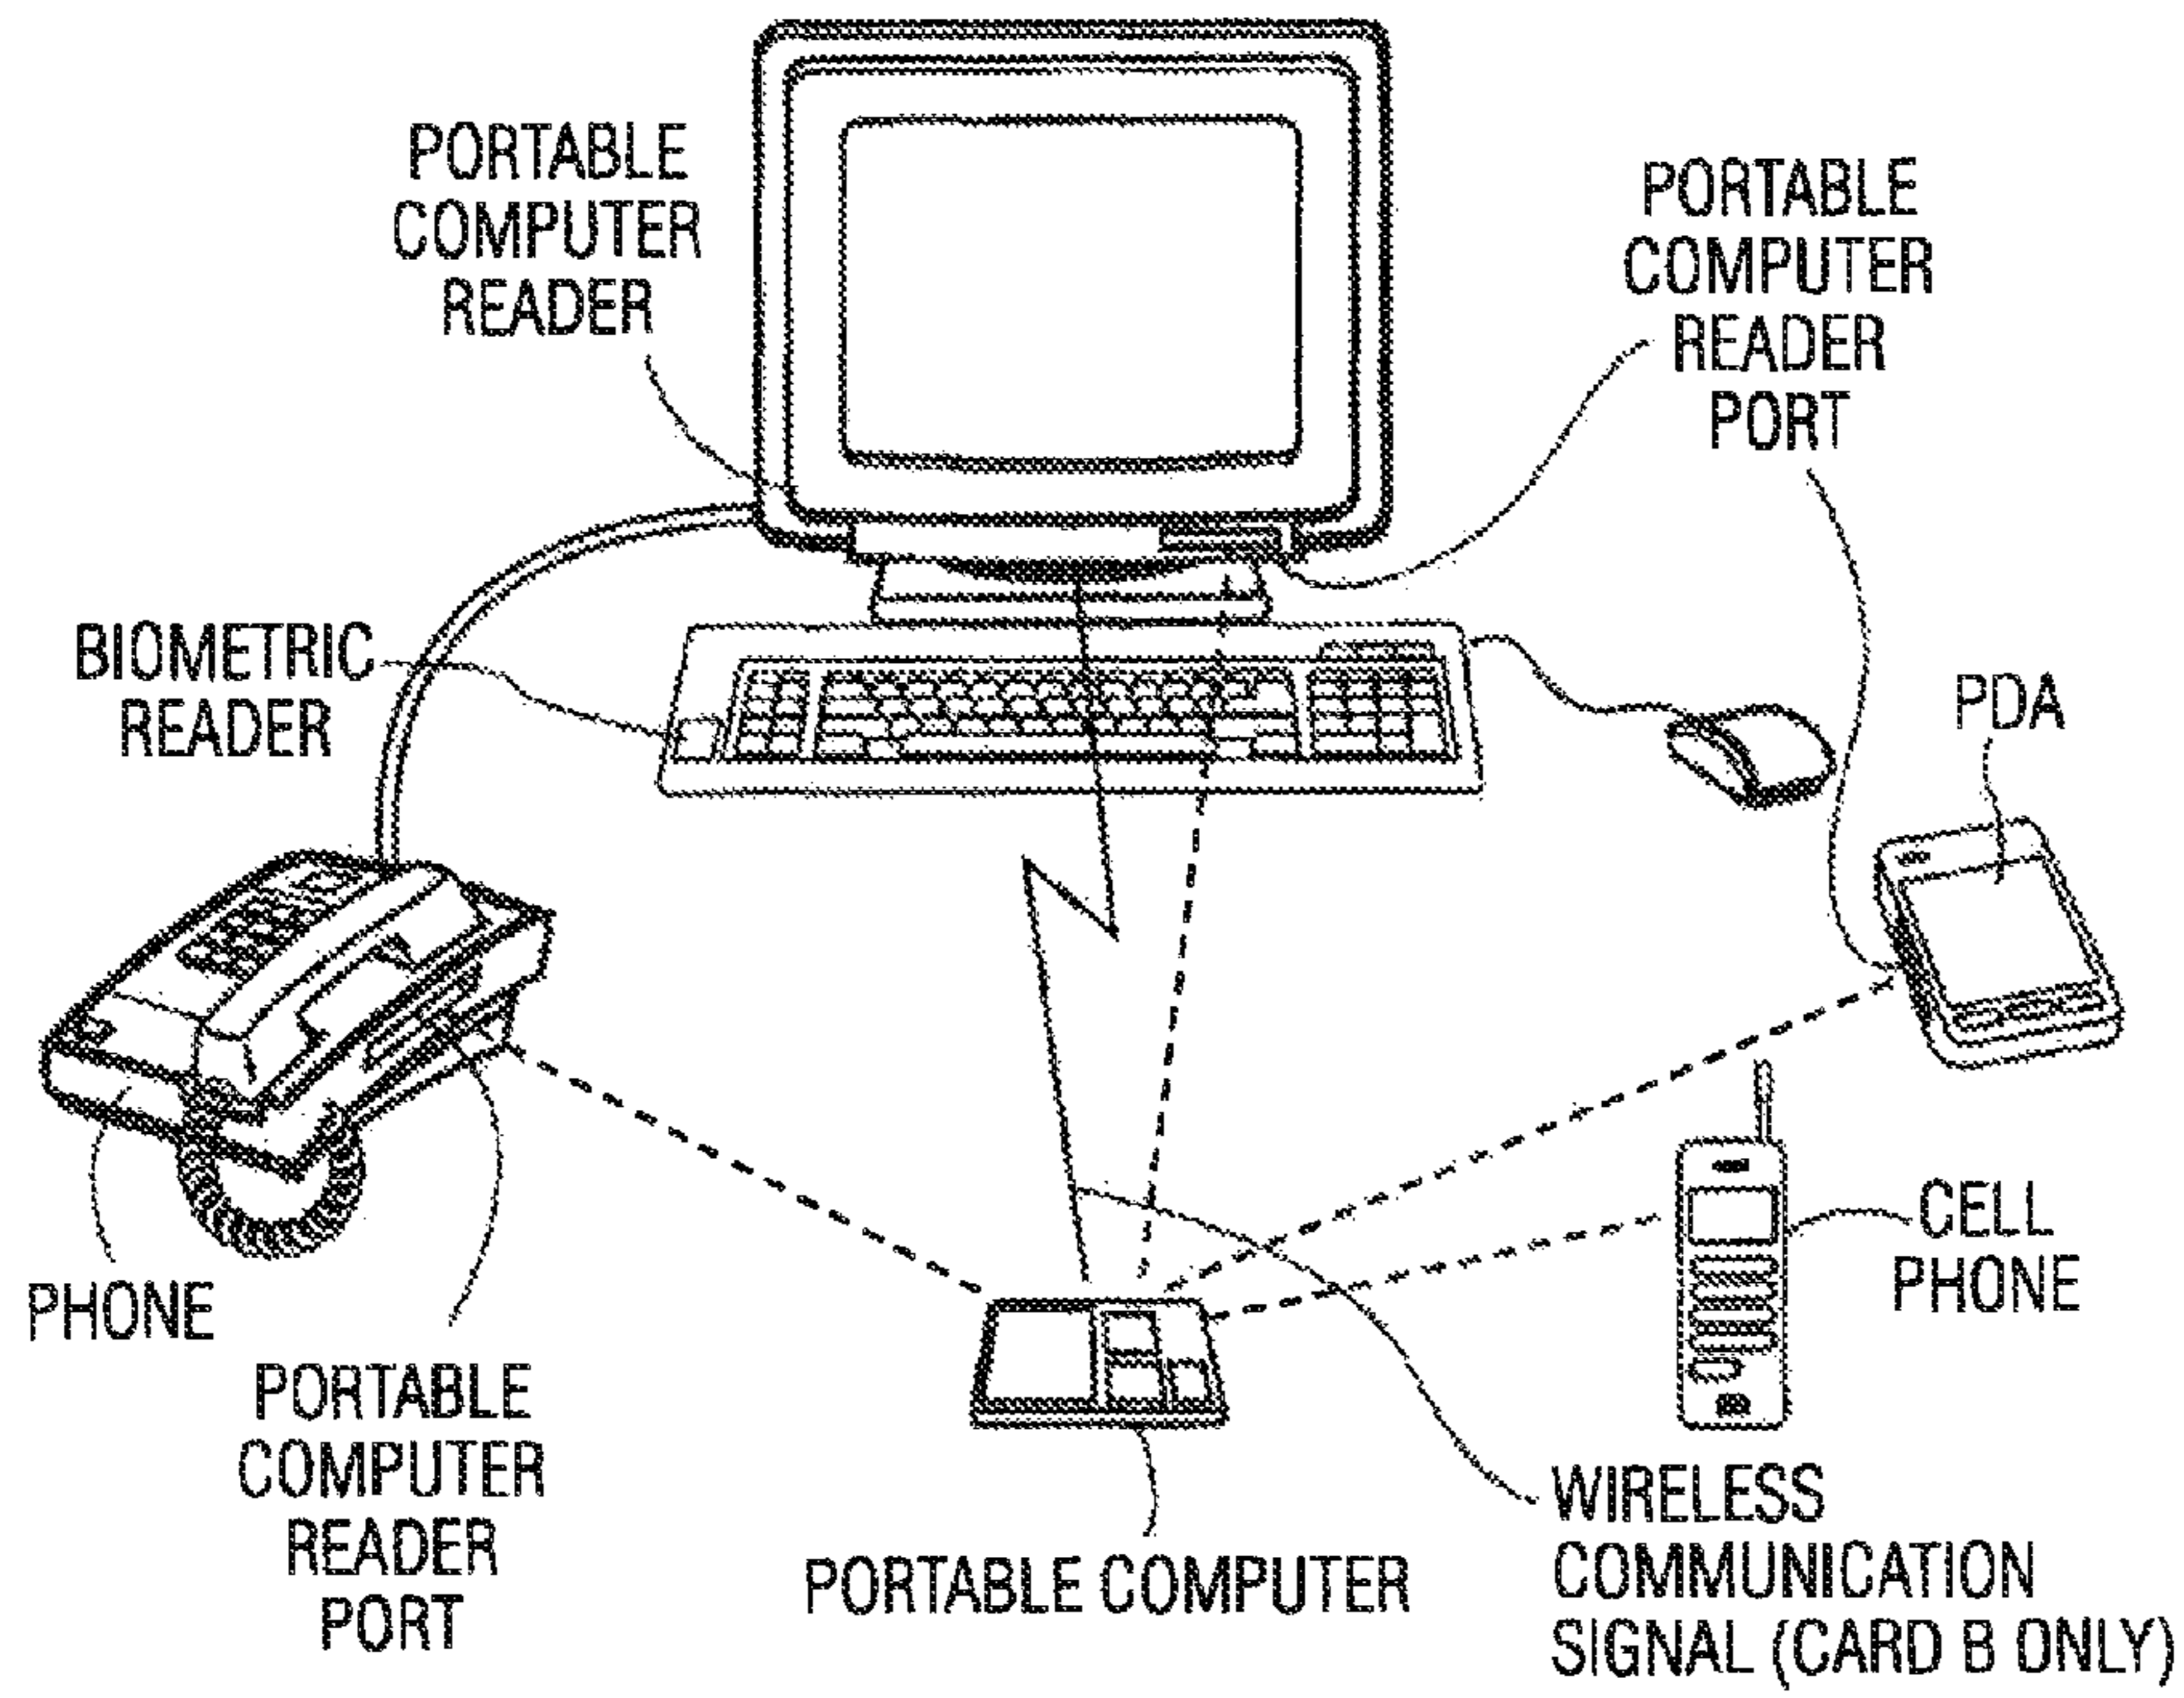 PORTABLE
COMPUTER
READER
PORTABLE
COMPUTER
READER
PORT
BIOMETRIC
READER
PDA
CELL
PHONE
PHONE
PORTABLE
COMPUTER
READER
PORT
PORTABLE COMPUTER
WIRELESS
COMMUNICATION
SIGNAL (CARD B ONLY)